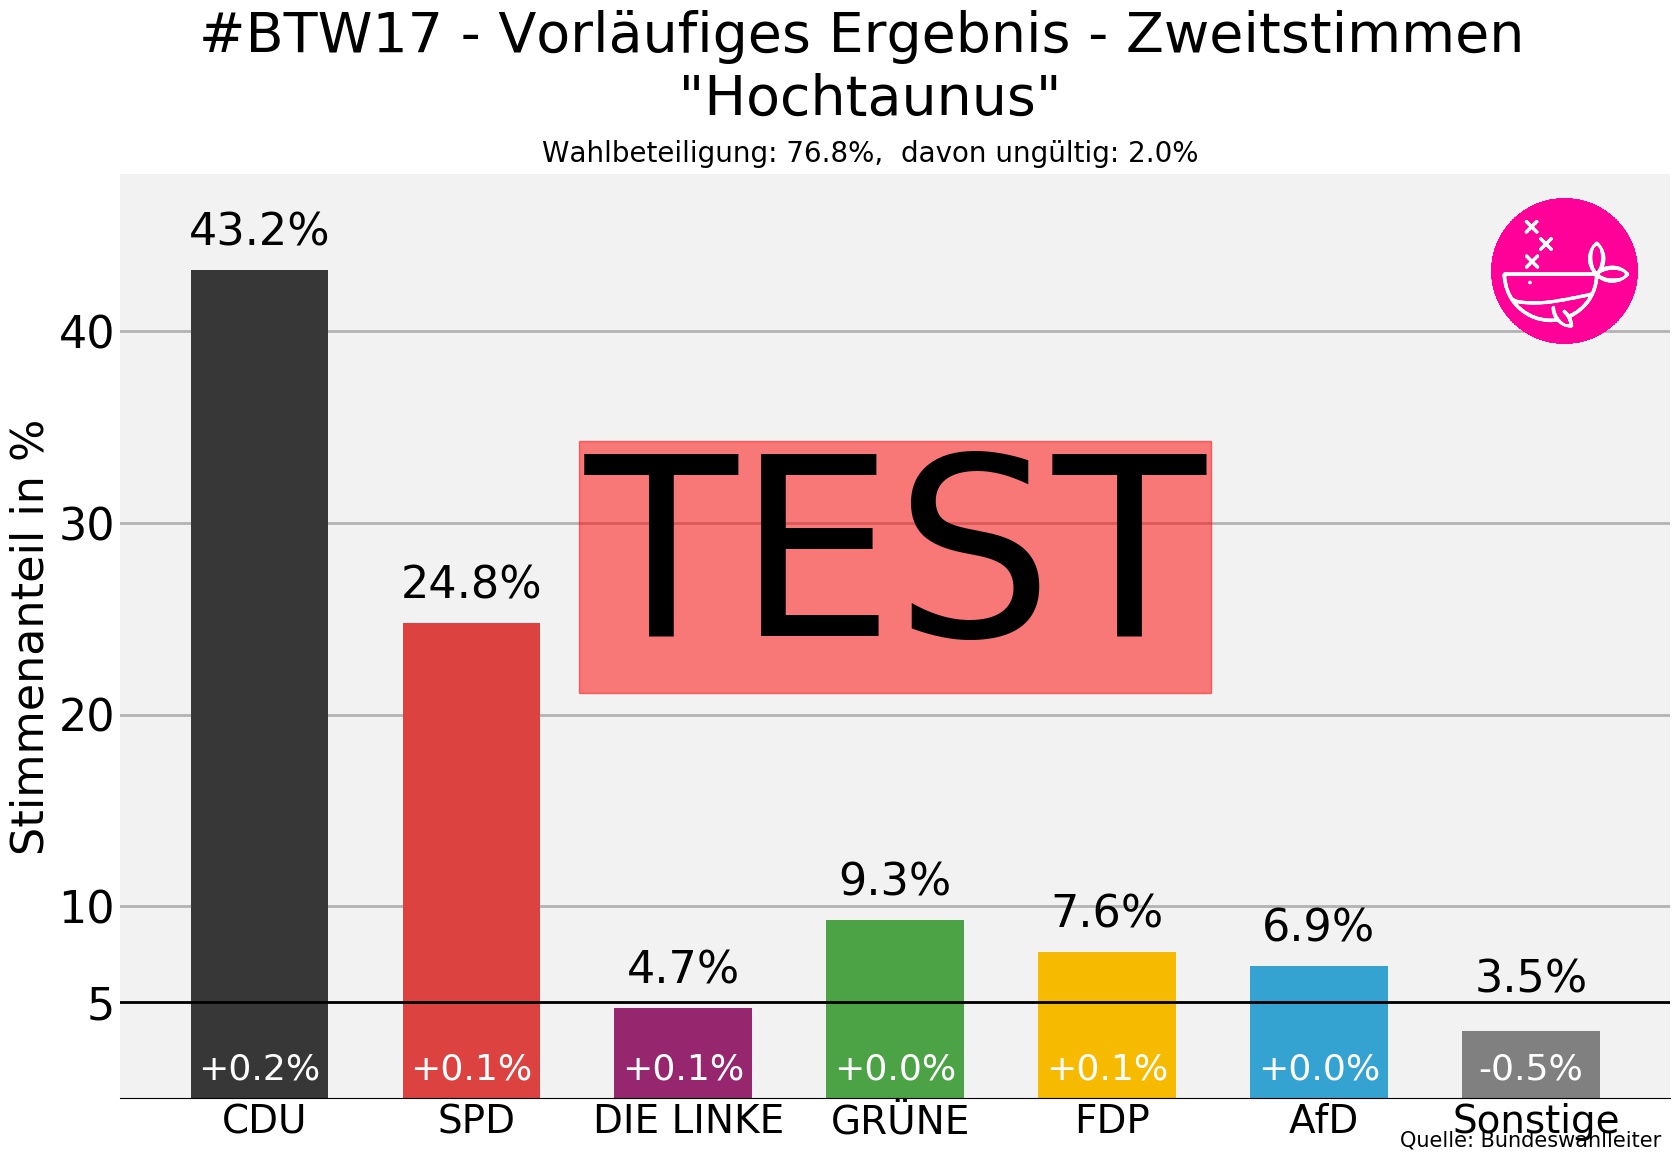 #BTW17 - Vorläufiges Ergebnis - Zweitstimmen
"Hochtaunus"
Wahlbeteiligung: 76.8%,  davon ungültig: 2.0%
Stimmenanteil in %
40
30
20
10
5
43.2%
24.8%
4.7%
9.3%
7.6%
6.9%
3.5%
TEST
+0.2%
+0.1%
+0.1%
+0.0%
+0.1%
+0.0%
-0.5%
CDU
SPD
DIE LINKE
GRÜNE
FDP
AfD
Sonstige
Quelle: Bundeswahlleiter